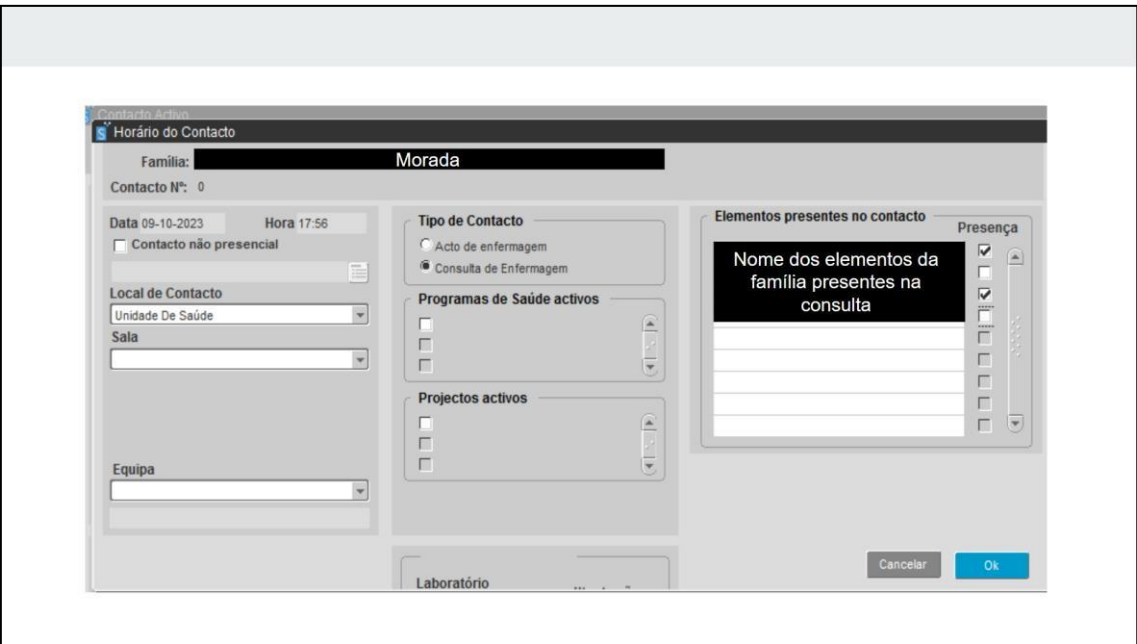 Contacto Activo
Horário do Contacto
Família: Morada
Contacto Nº: 0
Data 09-10-2023 Hora 17:56
Contacto não presencial
Local de Contacto
Unidade De Saúde
Sala
Equipa
Tipo de Contacto
Acto de enfermagem
Consulta de Enfermagem
Programas de Saúde activos
Projectos activos
Laboratório
Elementos presentes no contacto
Presença
Nome dos elementos da
família presentes na
consulta
Cancelar
Ok